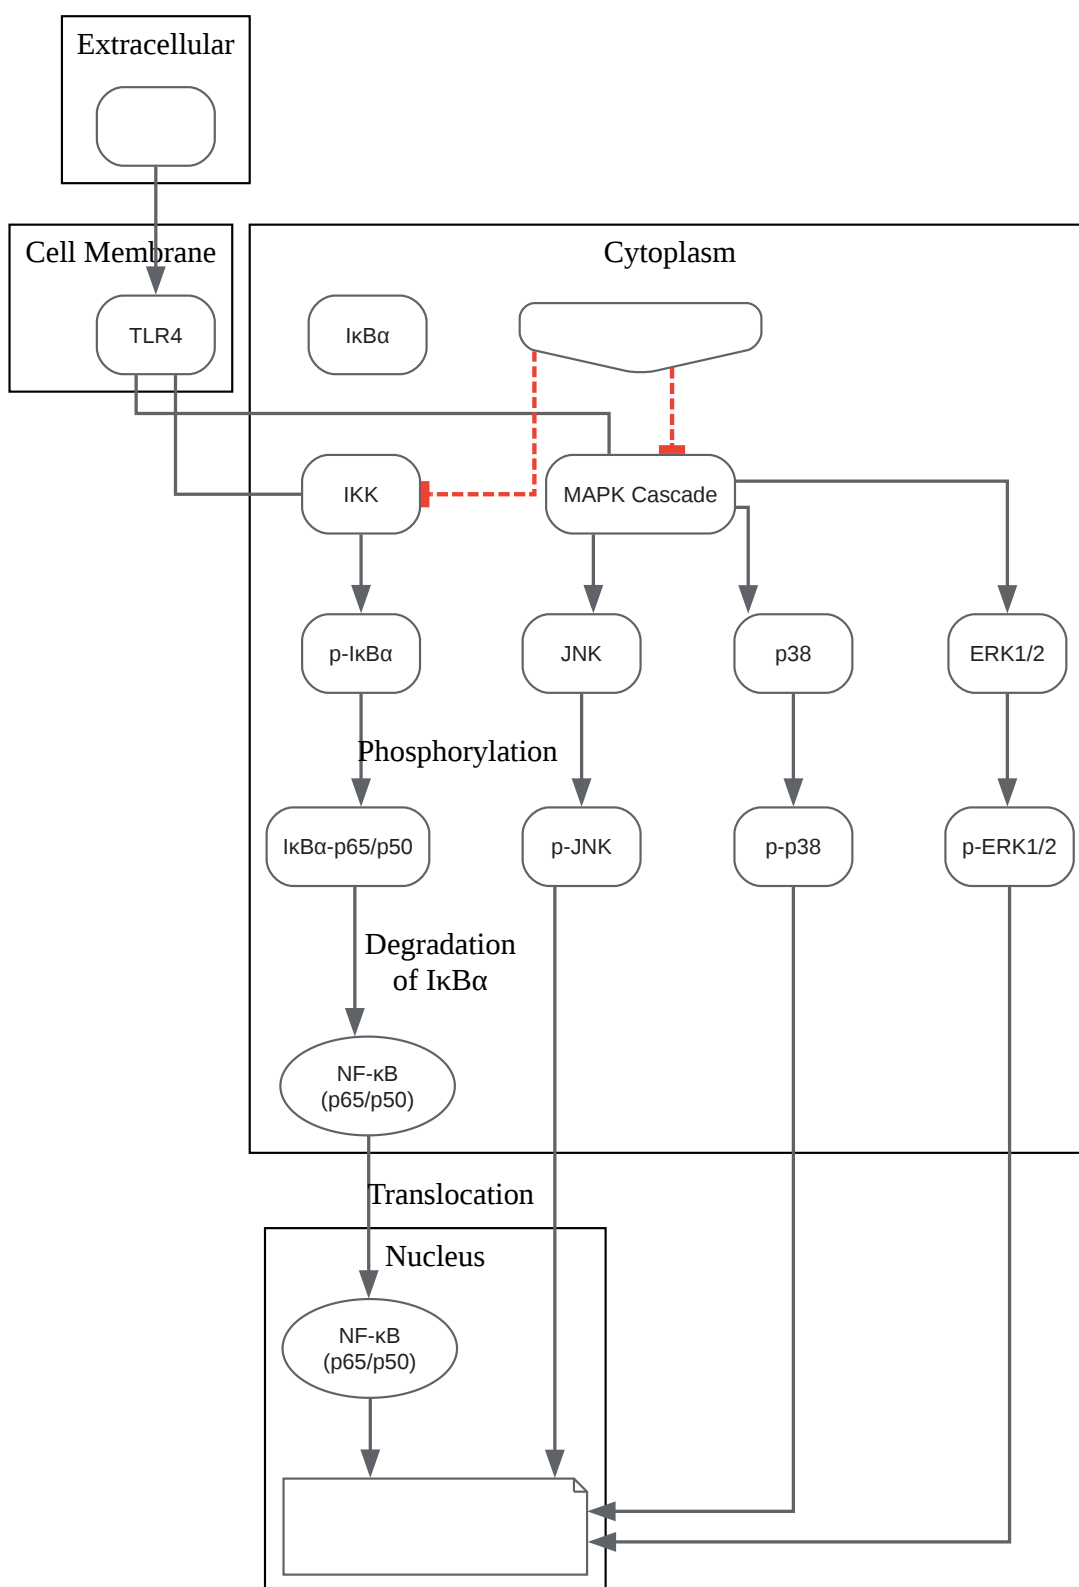 Extracellular
Cell Membrane
Cytoplasm
TLR4
IκBα
IKK
MAPK Cascade
p-IκBα
JNK
p38
ERK1/2
Phosphorylation
IκBα-p65/p50
p-JNK
p-p38
p-ERK1/2
Degradation
of IκBα
NF-κB
(p65/p50)
Translocation
Nucleus
NF-κB
(p65/p50)